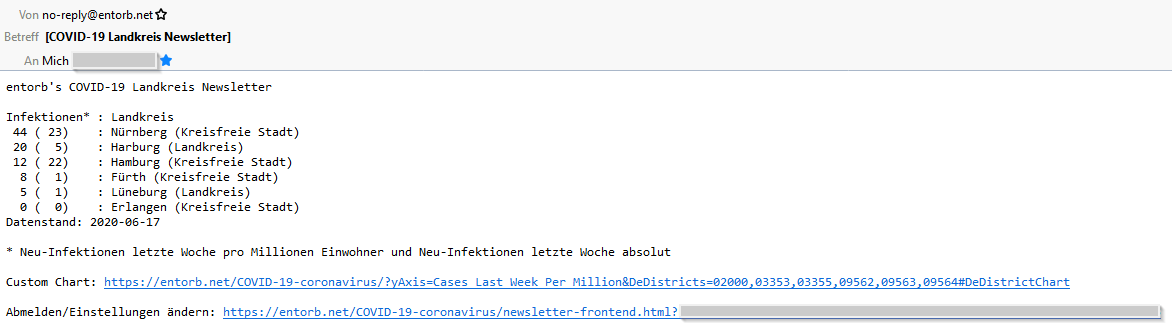 Von no-reply@entorb.net
Betreff [COVID-19 Landkreis Newsletter]
An Mich
entorb's COVID-19 Landkreis Newsletter
Infektionen* : Landkreis
44 ( 23) : Nürnberg (Kreisfreie Stadt)
20 ( 5) : Harburg (Landkreis)
12 ( 22) : Hamburg (Kreisfreie Stadt)
8 ( 1) : Fürth (Kreisfreie Stadt)
5 ( 1) : Lüneburg (Landkreis)
0 ( 0) : Erlangen (Kreisfreie Stadt)
Datenstand: 2020-06-17
* Neu-Infektionen letzte Woche pro Millionen Einwohner und Neu-Infektionen letzte Woche absolut
Custom Chart: https://entorb.net/COVID-19-coronavirus/?yAxis=Cases_Last_Week_Per_Million&DeDistricts=02000,03353,03355,09562,09563,09564#DeDistrictChart
Abmelden/Einstellungen ändern: https://entorb.net/COVID-19-coronavirus/newsletter-frontend.html?